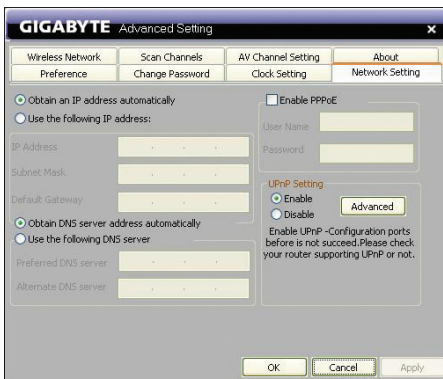 GIGABYTE Advanced Setting
Wireless Network Scan Channels AV Channel Setting About
Preference Change Password Clock Setting Network Setting
Obtain an IP address automatically
Use the following IP address:
IP Address
Subnet Mask
Default Gateway
Obtain DNS server address automatically
Use the following DNS server
Preferred DNS server
Alternate DNS server
Enable PPPoE
User Name
Password
UPnP Setting
Enable
Disable
Advanced
Enable UPnP -Configuration ports
before is not succeed.Please check
your router supporting UPnP or not.
OK Cancel Apply